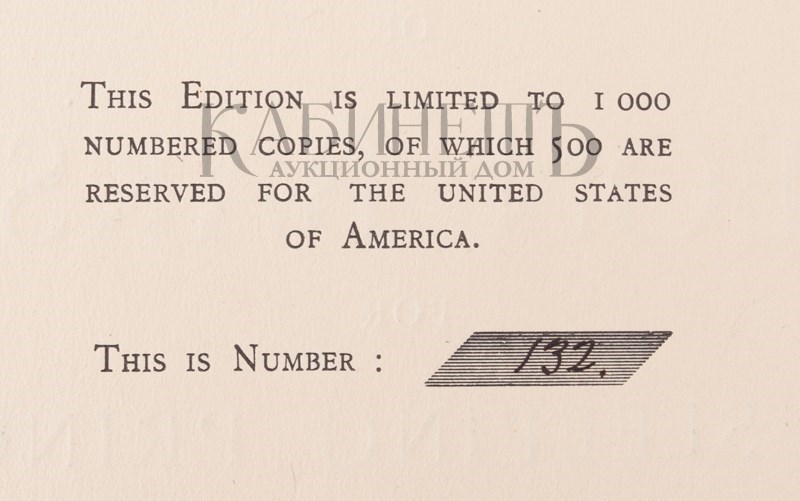 THIS EDITION IS LIMITED TO 1 000
КАБИНЕТЪ
NUMBERED COPIES, OF WHICH 500 ARE
АУКЦИОННЫЙ ДОМ
RESERVED FOR THE UNITED STATES
OF AMERICA.
THIS IS NUMBER : 132.